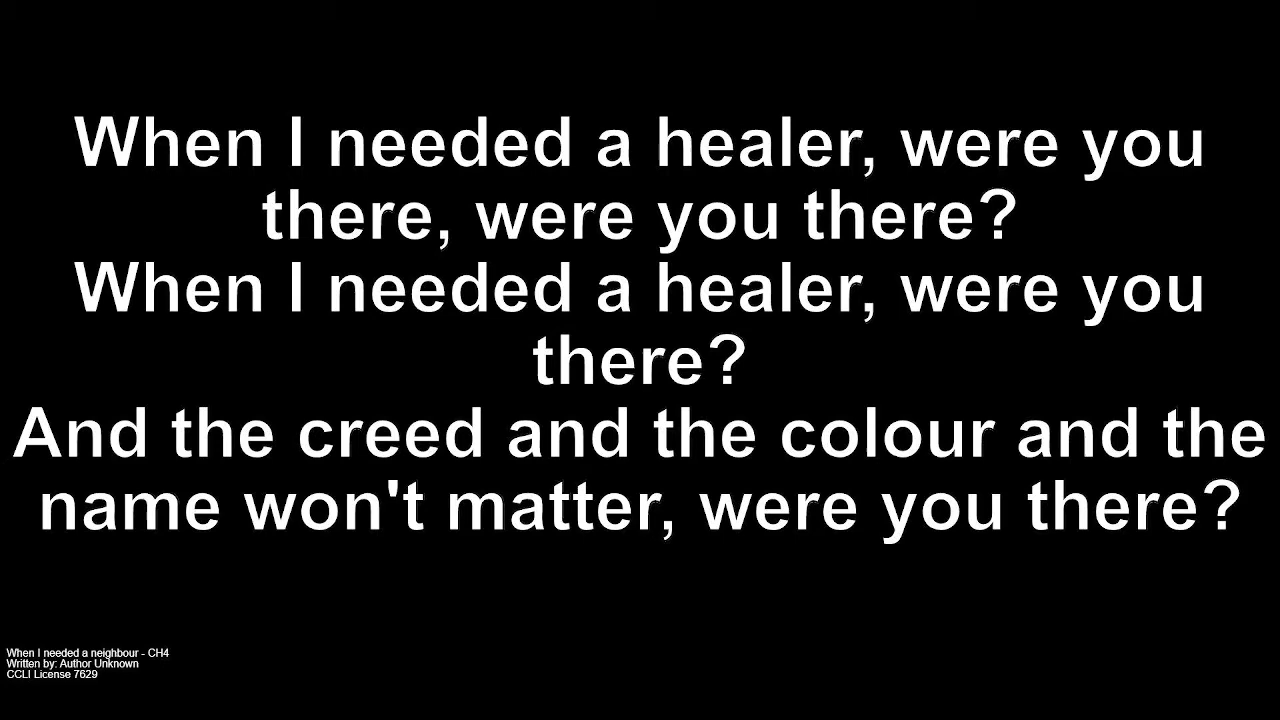 When I needed a healer, were you
there, were you there?
When I needed a healer, were you
there?
And the creed and the colour and the
name won't matter, were you there?
When I needed a neighbour - CH4
Written by: Author Unknown
CCLI License 7629